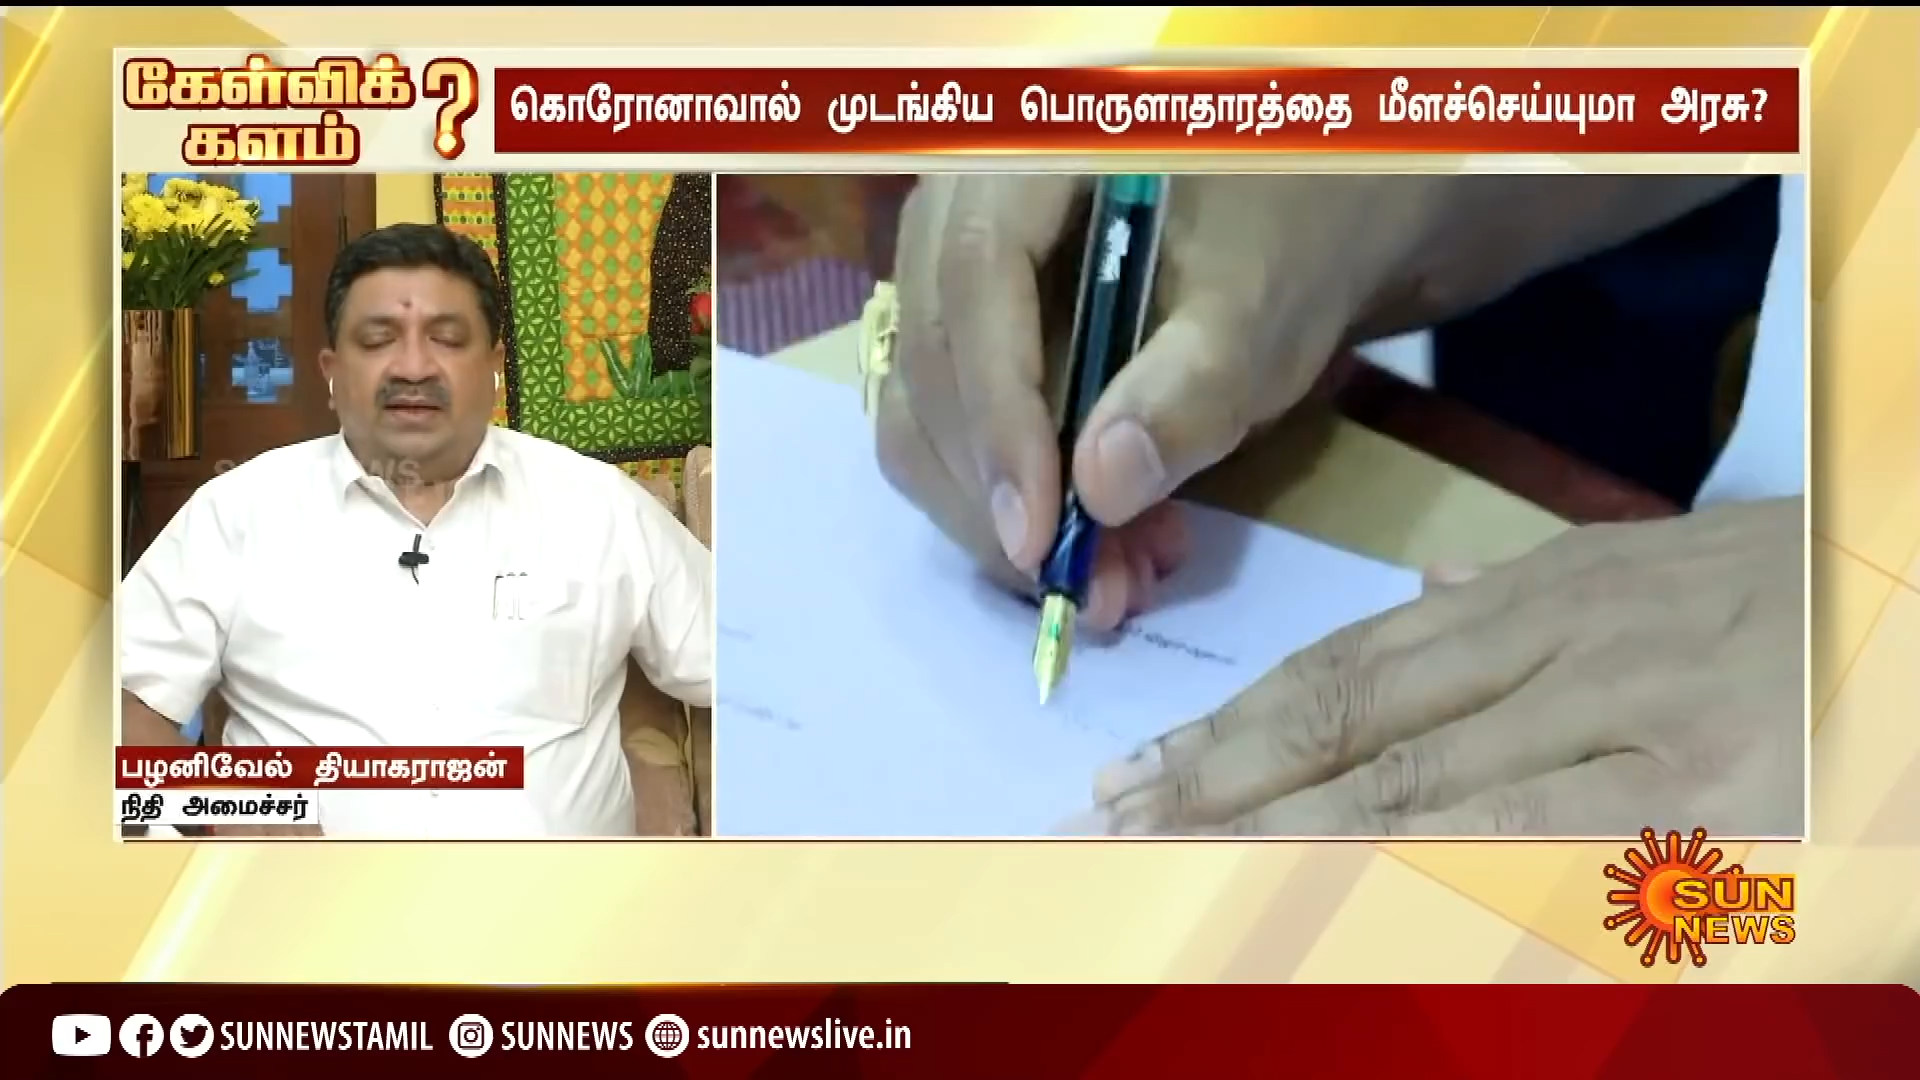 கேள்விக்
களம் ?
கொரோனாவால் முடங்கிய பொருளாதாரத்தை மீளச்செய்யுமா அரசு?
பழனிவேல் தியாகராஜன்
நிதி அமைச்சர்
SUN
NEWS
SUNNEWSTAMIL SUNNEWS sunnewslive.in